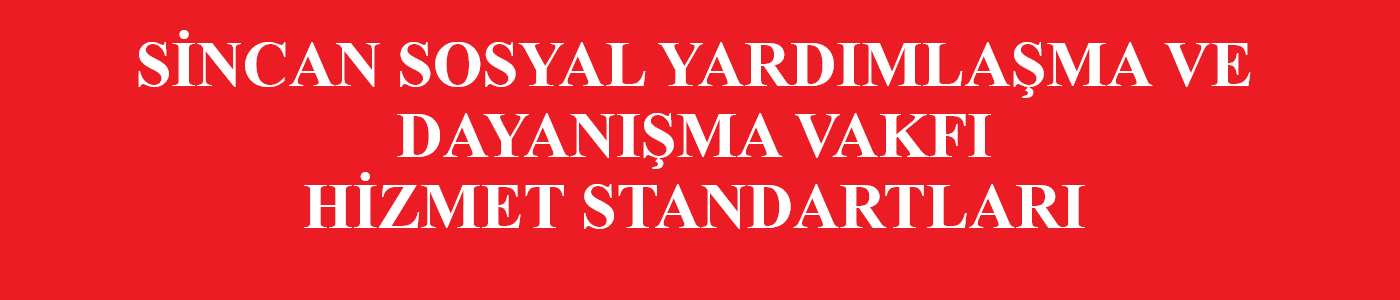 SİNCAN SOSYAL YARDIMLAŞMA VE
DAYANIŞMA VAKFI
HİZMET STANDARTLARI